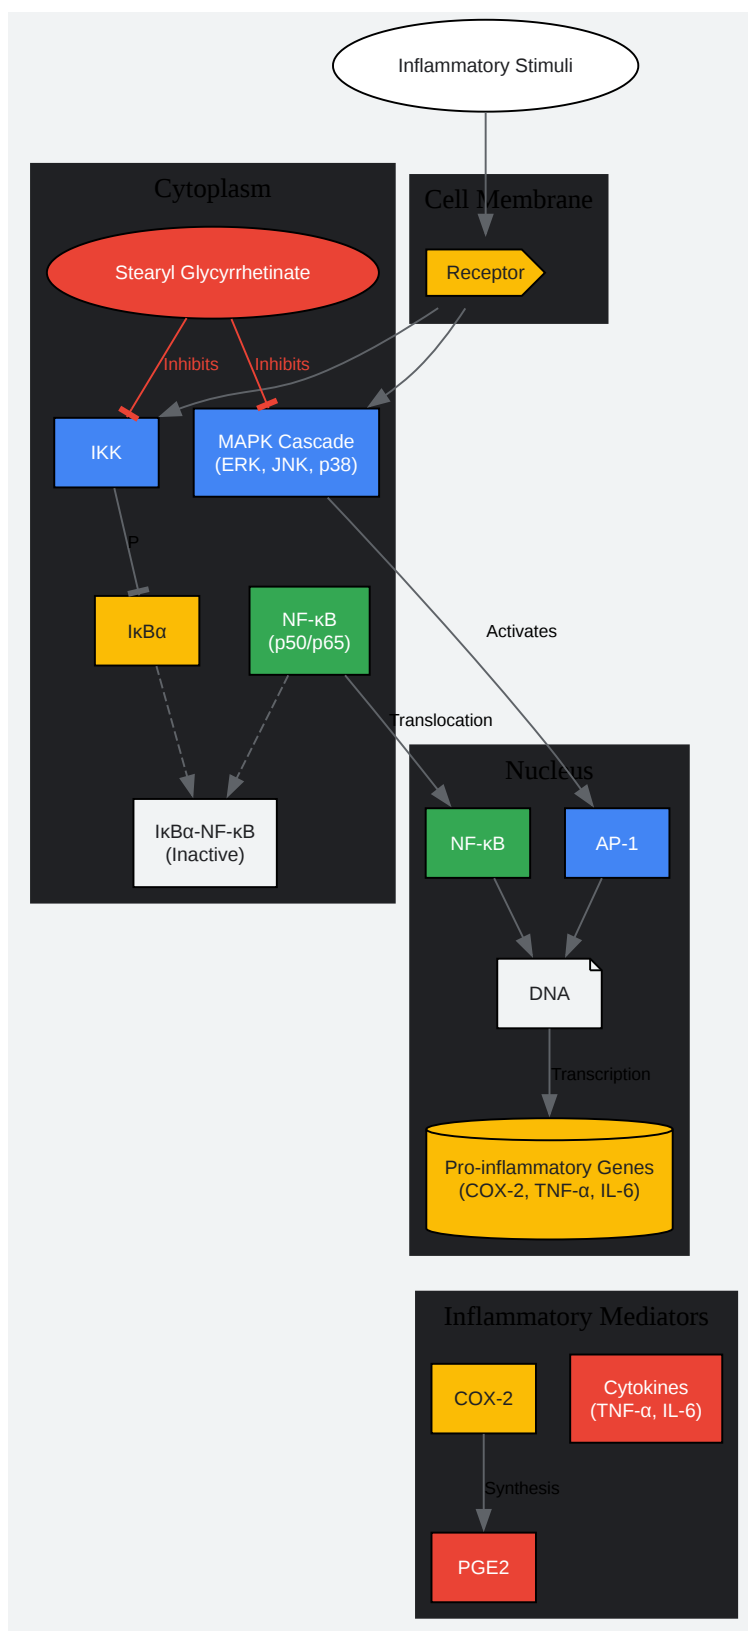 Inflammatory Stimuli
Cytoplasm
Cell Membrane
Stearyl Glycyrrhetinate
Receptor
Inhibits
Inhibits
IKK
MAPK Cascade
(ERK, JNK, p38)
P
IκBα
NF-κB
(p50/p65)
Activates
Translocation
Nucleus
IκBα-NF-κB
(Inactive)
NF-κB
AP-1
DNA
Transcription
Pro-inflammatory Genes
(COX-2, TNF-α, IL-6)
Inflammatory Mediators
COX-2
Cytokines
(TNF-α, IL-6)
Synthesis
PGE2